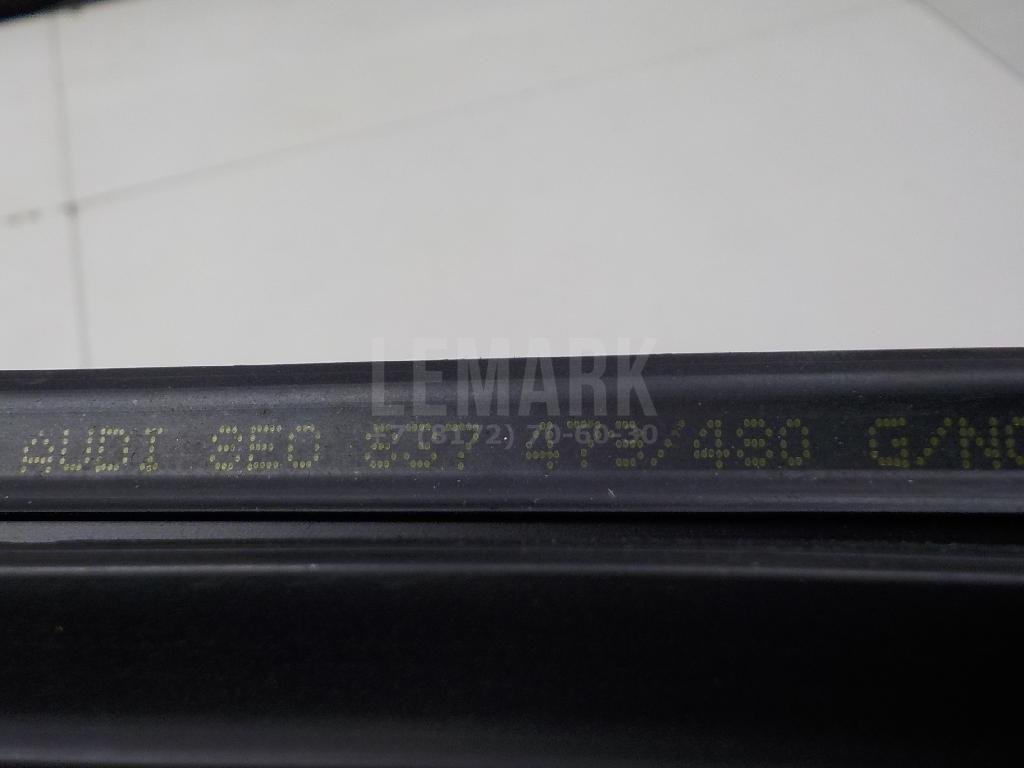 LEMARK
+7 (8172) 70-60-30
AUDI 8E0 837 479/480 G/NC